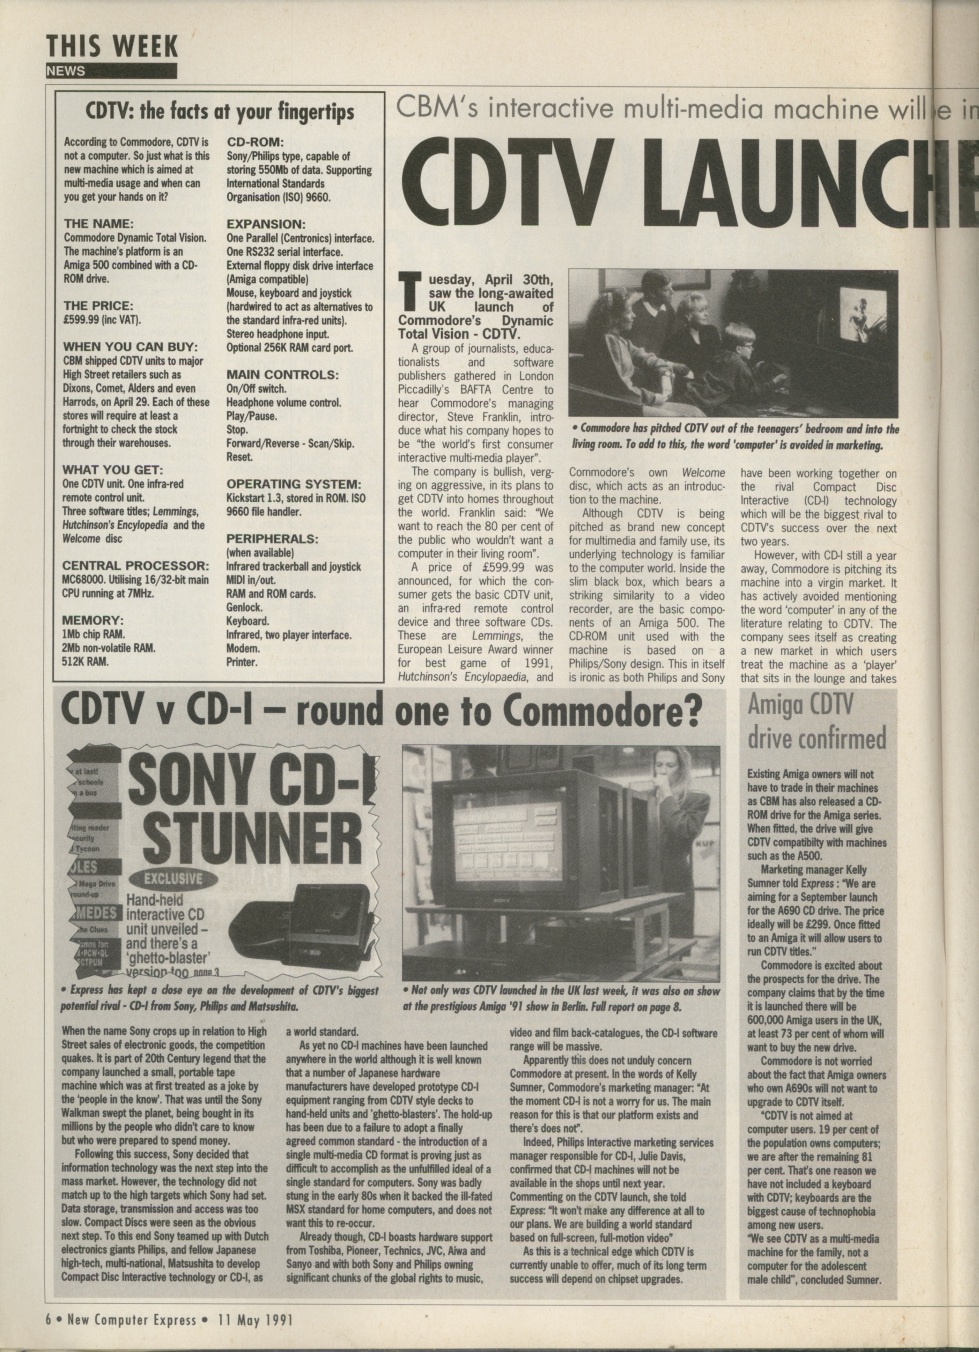 THIS WEEK
NEWS
CDTV: the facts at your fingertips
According to Commodore, CDTV is
not a computer. So just what is this
new machine which is aimed at
multi-media usage and when can
you get your hands on it?
THE NAME:
Commodore Dynamic Total Vision.
The machine's platform is an
Amiga 500 combined with a CD-
ROM drive.
THE PRICE:
£599.99 (inc VAT).
WHEN YOU CAN BUY:
CBM shipped CDTV units to major
High Street retailers such as
Dixons, Comet, Alders and even
Harrods, on April 29. Each of these
stores will require at least a
fortnight to check the stock
through their warehouses.
WHAT YOU GET:
One CDTV unit. One infra-red
remote control unit.
Three software titles; Lemmings,
Hutchinson's Encylopedia and the
Welcome disc
CENTRAL PROCESSOR:
MC68000. Utilising 16/32-bit main
CPU running at 7MHz.
MEMORY:
1Mb chip RAM.
2Mb non-volatile RAM.
512K RAM.
CD-ROM:
Sony/Philips type, capable of
storing 550Mb of data. Supporting
International Standards
Organisation (ISO) 9660.
EXPANSION:
One Parallel (Centronics) interface.
One RS232 serial interface.
External floppy disk drive interface
(Amiga compatible)
Mouse, keyboard and joystick
(hardwired to act as alternatives to
the standard infra-red units).
Stereo headphone input.
Optional 256K RAM card port.
MAIN CONTROLS:
On/Off switch.
Headphone volume control.
Play/Pause.
Stop.
Forward/Reverse - Scan/Skip.
Reset.
OPERATING SYSTEM:
Kickstart 1.3, stored in ROM. ISO
9660 file handler.
PERIPHERALS:
(when available)
Infrared trackerball and joystick
MIDI in/out.
RAM and ROM cards.
Genlock.
Keyboard.
Infrared, two player interface.
Modem.
Printer.
CBM's interactive multi-media machine will e in
CDTV LAUNCHE
Tuesday, April 30th,
saw the long-awaited
UK launch of
Commodore's Dynamic
Total Vision - CDTV.
A group of journalists, educa-
tionalists and software
publishers gathered in London
Piccadilly's BAFTA Centre to
hear Commodore's managing
director, Steve Franklin, intro-
duce what his company hopes to
be "the world's first consumer
interactive multi-media player".
The company is bullish, verg-
ing on aggressive, in its plans to
get CDTV into homes throughout
the world. Franklin said: "We
want to reach the 80 per cent of
the public who wouldn't want a
computer in their living room".
A price of £599.99 was
announced, for which the con-
sumer gets the basic CDTV unit,
an infra-red remote control
device and three software CDs.
These are Lemmings, the
European Leisure Award winner
for best game of 1991,
Hutchinson's Encylopaedia, and
• Commodore has pitched CDTV out of the teenagers' bedroom and into the
living room. To add to this, the word 'computer' is avoided in marketing.
Commodore's own Welcome
disc, which acts as an introduc-
tion to the machine.
Although CDTV is being
pitched as brand new concept
for multimedia and family use, its
underlying technology is familiar
to the computer world. Inside the
slim black box, which bears a
striking similarity to a video
recorder, are the basic compo-
nents of an Amiga 500. The
CD-ROM unit used with the
machine is based on a
Philips/Sony design. This in itself
is ironic as both Philips and Sony
have been working together on
the rival Compact Disc
Interactive (CD-I) technology
which will be the biggest rival to
CDTV's success over the next
two years.
However, with CD-I still a year
away, Commodore is pitching its
machine into a virgin market. It
has actively avoided mentioning
the word 'computer' in any of the
literature relating to CDTV. The
company sees itself as creating
a new market in which users
treat the machine as a 'player'
that sits in the lounge and takes
CDTV v CD-I – round one to Commodore?
at last!
schools
n a bus
reader
ecurity
Tycoon
Mega Drive
round-up
MEDES
ho Clues
SONY CD-I
STUNNER
EXCLUSIVE
Hand-held
interactive CD
unit unveiled –
and there's a
'ghetto-blaster'
version too page 3
SONY
SONY
KUP
• Express has kept a close eye on the development of CDTV's biggest
potential rival - CD-I from Sony, Philips and Matsushita.
• Not only was CDTV launched in the UK last week, it was also on show
at the prestigious Amiga '91 show in Berlin. Full report on page 8.
When the name Sony crops up in relation to High
Street sales of electronic goods, the competition
quakes. It is part of 20th Century legend that the
company launched a small, portable tape
machine which was at first treated as a joke by
the 'people in the know'. That was until the Sony
Walkman swept the planet, being bought in its
millions by the people who didn't care to know
but who were prepared to spend money.
Following this success, Sony decided that
information technology was the next step into the
mass market. However, the technology did not
match up to the high targets which Sony had set.
Data storage, transmission and access was too
slow. Compact Discs were seen as the obvious
next step. To this end Sony teamed up with Dutch
electronics giants Philips, and fellow Japanese
high-tech, multi-national, Matsushita to develop
Compact Disc Interactive technology or CD-I, as
a world standard.
As yet no CD-I machines have been launched
anywhere in the world although it is well known
that a number of Japanese hardware
manufacturers have developed prototype CD-I
equipment ranging from CDTV style decks to
hand-held units and 'ghetto-blasters'. The hold-up
has been due to a failure to adopt a finally
agreed common standard - the introduction of a
single multi-media CD format is proving just as
difficult to accomplish as the unfulfilled ideal of a
single standard for computers. Sony was badly
stung in the early 80s when it backed the ill-fated
MSX standard for home computers, and does not
want this to re-occur.
Already though, CD-I boasts hardware support
from Toshiba, Pioneer, Technics, JVC, Aiwa and
Sanyo and with both Sony and Philips owning
significant chunks of the global rights to music,
video and film back-catalogues, the CD-I software
range will be massive.
Apparently this does not unduly concern
Commodore at present. In the words of Kelly
Sumner, Commodore's marketing manager: "At
the moment CD-I is not a worry for us. The main
reason for this is that our platform exists and
there's does not".
Indeed, Philips Interactive marketing services
manager responsible for CD-I, Julie Davis,
confirmed that CD-I machines will not be
available in the shops until next year.
Commenting on the CDTV launch, she told
Express: "It won't make any difference at all to
our plans. We are building a world standard
based on full-screen, full-motion video"
As this is a technical edge which CDTV is
currently unable to offer, much of its long term
success will depend on chipset upgrades.
Amiga CDTV
drive confirmed
Existing Amiga owners will not
have to trade in their machines
as CBM has also released a CD-
ROM drive for the Amiga series.
When fitted, the drive will give
CDTV compatibilty with machines
such as the A500.
Marketing manager Kelly
Sumner told Express : "We are
aiming for a September launch
for the A690 CD drive. The price
ideally will be £299. Once fitted
to an Amiga it will allow users to
run CDTV titles."
Commodore is excited about
the prospects for the drive. The
company claims that by the time
it is launched there will be
600,000 Amiga users in the UK,
at least 73 per cent of whom will
want to buy the new drive.
Commodore is not worried
about the fact that Amiga owners
who own A690s will not want to
upgrade to CDTV itself.
"CDTV is not aimed at
computer users. 19 per cent of
the population owns computers;
we are after the remaining 81
per cent. That's one reason we
have not included a keyboard
with CDTV; keyboards are the
biggest cause of technophobia
among new users.
"We see CDTV as a multi-media
machine for the family, not a
computer for the adolescent
male child", concluded Sumner.
6 • New Computer Express • 11 May 1991